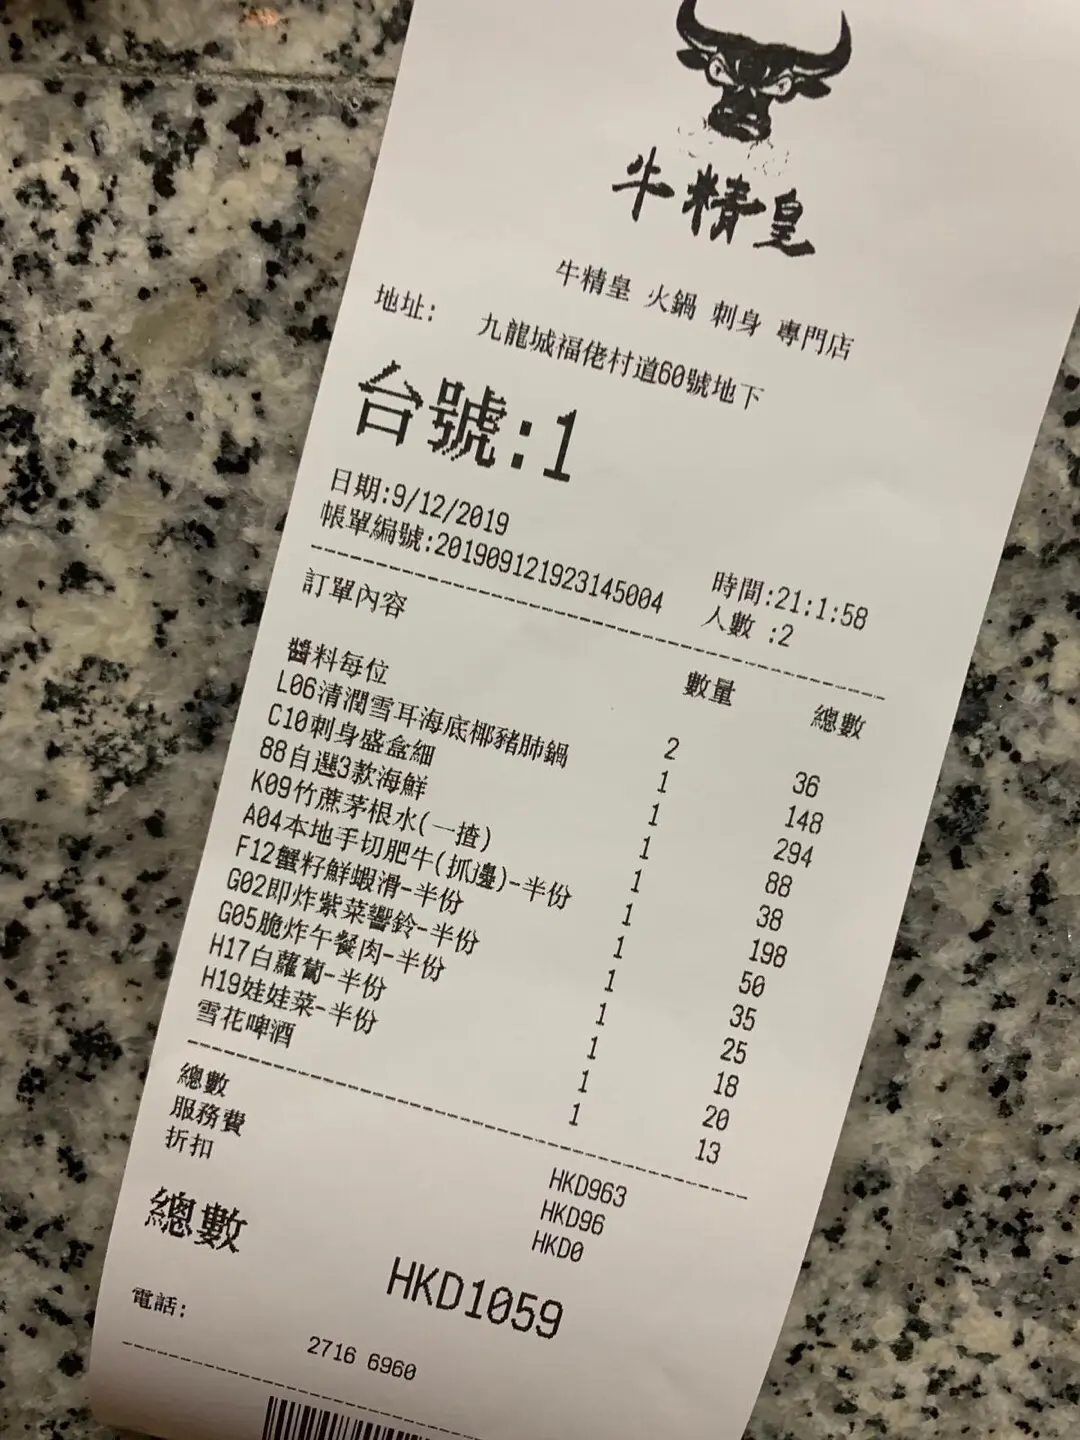 牛精皇
牛精皇 火鍋 刺身 專門店
地址: 九龍城福佬村道60號地下
台號:1
日期:9/12/2019 時間:21:1:58
帳單編號:201909121923145004 人數 :2
訂單內容 數量 總數
醬料每位 2 36
L06清潤雪耳海底椰豬肺鍋 1 148
C10刺身盛盒細 1 294
88自選3款海鮮 1 88
K09竹蔗茅根水(一揸) 1 38
A04本地手切肥牛(抓邊)-半份 1 198
F12蟹籽鮮蝦滑-半份 1 50
G02即炸紫菜響鈴-半份 1 35
G05脆炸午餐肉-半份 1 25
H17白蘿蔔-半份 1 18
H19娃娃菜-半份 1 20
雪花啤酒 1 13
總數 HKD963
服務費 HKD96
折扣 HKD0
總數 HKD1059
電話: 2716 6960